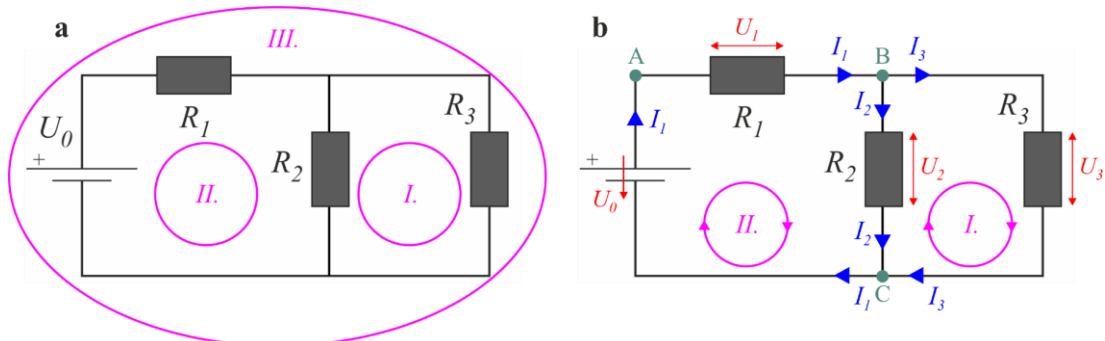 a
III.
U₀
+
R₁
II.
R₂
I.
R₃
b
A
U₁
I₁
B
I₃
I₁
R₁
I₂
R₃
+
U₀
R₂
U₂
U₃
II.
I.
I₂
I₁
C
I₃